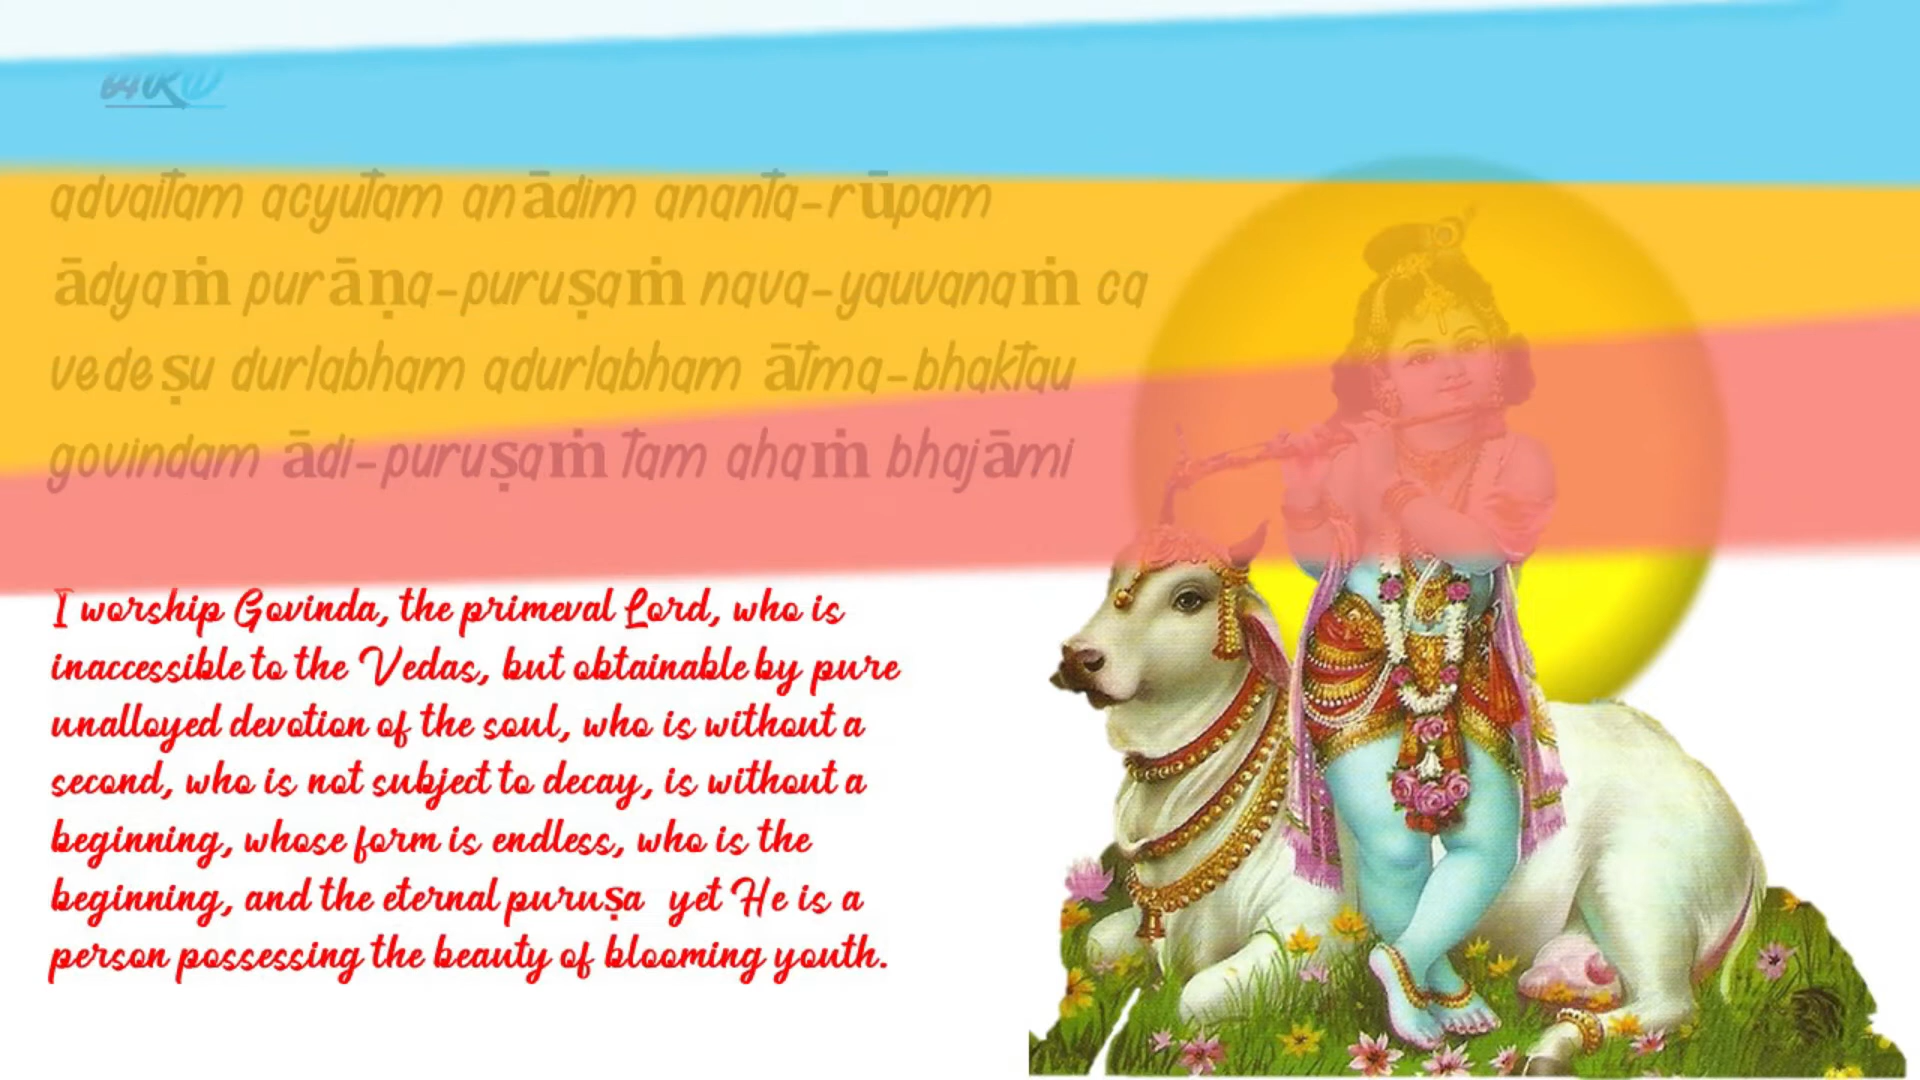 advaitam acyutam anādim ananta-rūpam
ādyaṁ purāṇa-puruṣaṁ nava-yauvanaṁ ca
vedeṣu durlabham adurlabham ātma-bhaktau
govindam ādi-puruṣaṁ tam ahaṁ bhajāmi
I worship Govinda, the primeval Lord, who is
inaccessible to the Vedas, but obtainable by pure
unalloyed devotion of the soul, who is without a
second, who is not subject to decay, is without a
beginning, whose form is endless, who is the
beginning, and the eternal puruṣa yet He is a
person possessing the beauty of blooming youth.